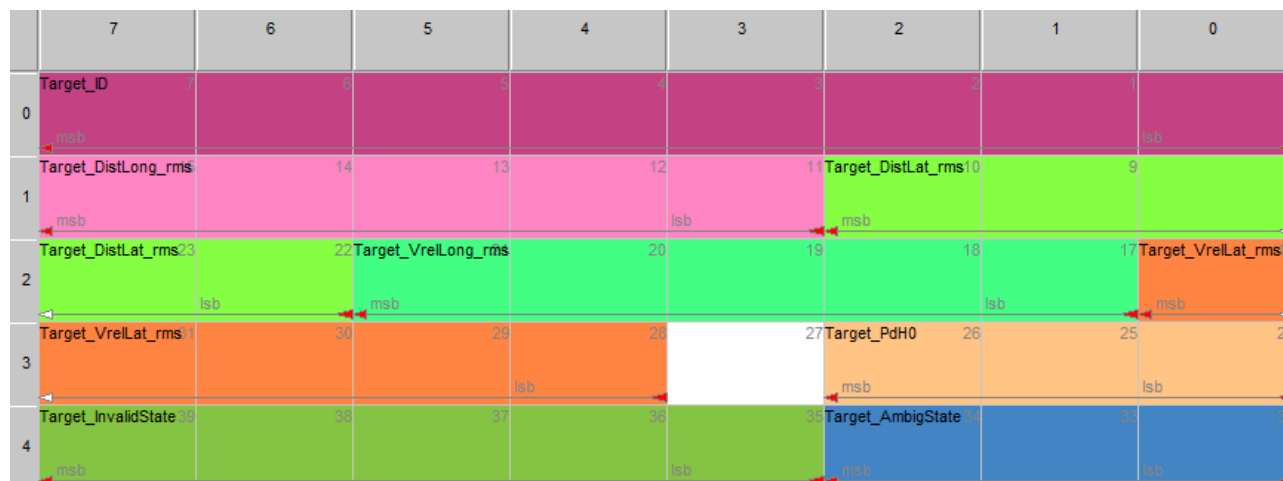 7 6 5 4 3 2 1 0
0 Target_ID 7 6 5 4 3 2 1
msb lsb
1 Target_DistLong_rms 15 14 13 12 11 Target_DistLat_rms 10 9
msb lsb msb
2 Target_DistLat_rms 23 22 Target_VrelLong_rms 21 20 19 18 17 Target_VrelLat_rms
lsb msb lsb msb
3 Target_VrelLat_rms 31 30 29 28 27 Target_PdH0 26 25 2
lsb msb lsb
4 Target_InvalidState 39 38 37 36 35 Target_AmbigState 34 33
msb lsb msb lsb